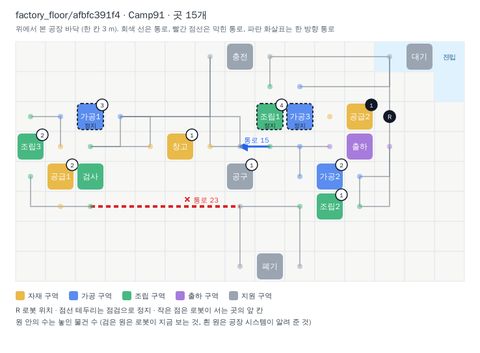 factory_floor/afbfc391f4 · Camp91 · 곳 15개
위에서 본 공장 바닥 (한 칸 3 m). 회색 선은 통로, 빨간 점선은 막힌 통로, 파란 화살표는 한 방향 통로
충전
대기
진입
3
4
1
가공1
정지
조립1
정지
가공3
정지
공급2
R
2
조립3
1
창고
통로 15
출하
2
공급1
검사
1
공구
2
가공2
✖ 통로 23
1
조립2
폐기
자재 구역
가공 구역
조립 구역
출하 구역
지원 구역
R 로봇 위치 · 점선 테두리는 점검으로 정지 · 작은 점은 로봇이 서는 곳의 앞 칸
원 안의 수는 놓인 물건 수 (검은 원은 로봇이 지금 보는 것, 흰 원은 공장 시스템이 알려 준 것)